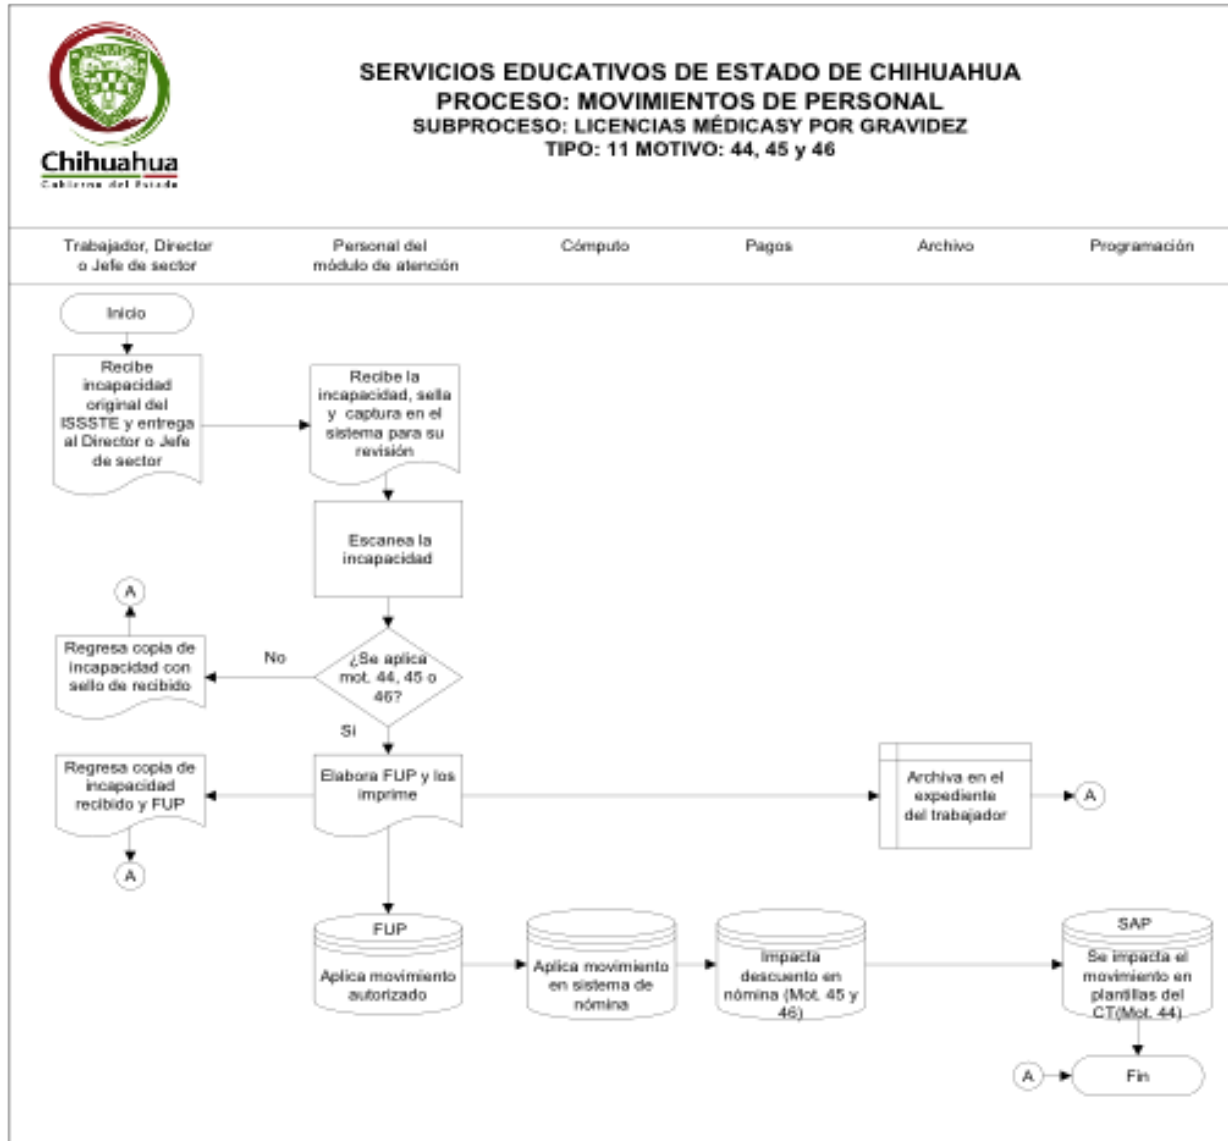 Chihuahua
Gobierno del Estado
SERVICIOS EDUCATIVOS DE ESTADO DE CHIHUAHUA
PROCESO: MOVIMIENTOS DE PERSONAL
SUBPROCESO: LICENCIAS MÉDICASY POR GRAVIDEZ
TIPO: 11 MOTIVO: 44, 45 y 46
Trabajador, Director
o Jefe de sector
Personal del
módulo de atención
Cómputo
Pagos
Archivo
Programación
Inicio
Recibe
incapacidad
original del
ISSSTE y entrega
al Director o Jefe
de sector
Recibe la
incapacidad, sella
y captura en el
sistema para su
revisión
Escanea la
incapacidad
A
Regresa copia de
incapacidad con
sello de recibido
No
¿Se aplica
mot. 44, 45 o
46?
Si
Regresa copia de
incapacidad
recibido y FUP
Elabora FUP y los
imprime
Archiva en el
expediente
del trabajador
A
A
FUP
Aplica movimiento
autorizado
Aplica movimiento
en sistema de
nómina
Impacta
descuento en
nómina (Mot. 45 y
46)
SAP
Se impacta el
movimiento en
plantillas del
CT(Mot. 44)
A
Fin